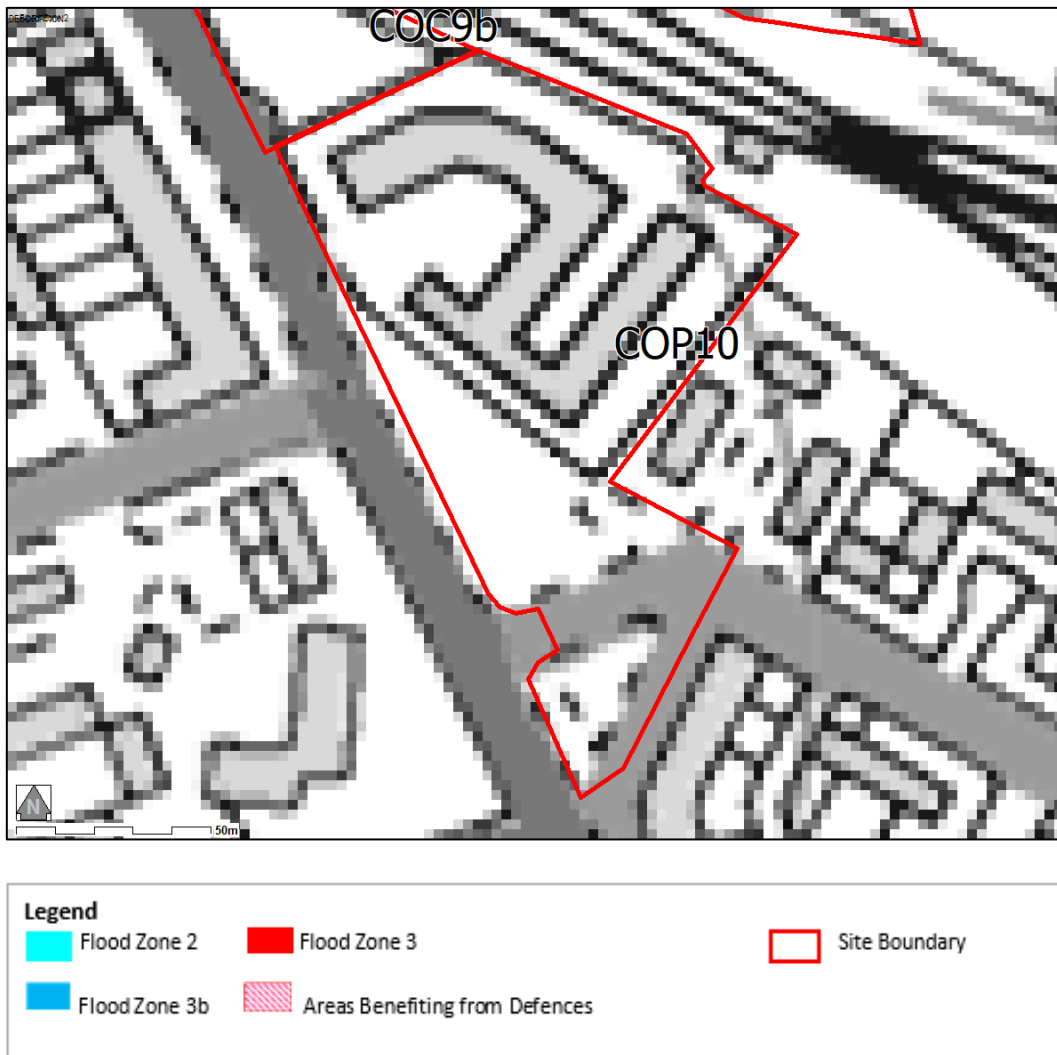 COC9b
COP10
N
50m
Legend
Flood Zone 2
Flood Zone 3
Site Boundary
Flood Zone 3b
Areas Benefiting from Defences